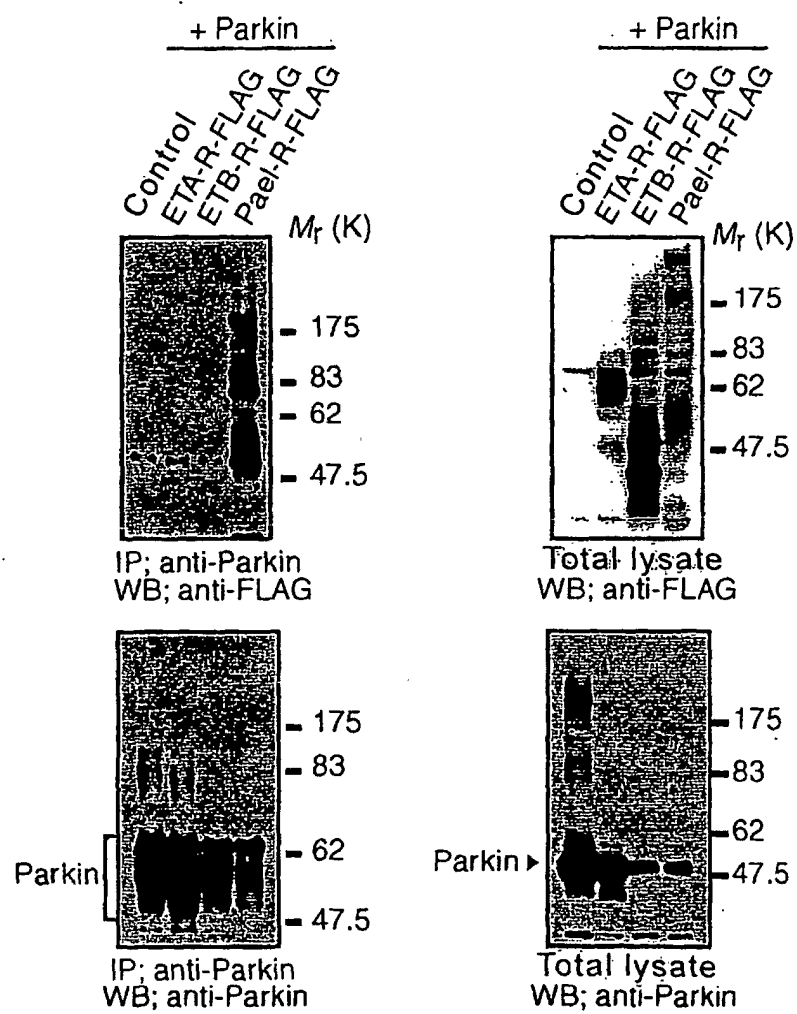 + Parkin
Control
ETA-R-FLAG
ETB-R-FLAG
Pael-R-FLAG
Mr (K)
175
83
62
47.5
IP; anti-Parkin
WB; anti-FLAG
+ Parkin
Control
ETA-R-FLAG
ETB-R-FLAG
Pael-R-FLAG
Mr (K)
175
83
62
47.5
Total lysate
WB; anti-FLAG
175
83
62
47.5
Parkin
IP; anti-Parkin
WB; anti-Parkin
175
83
62
47.5
Parkin
Total lysate
WB; anti-Parkin